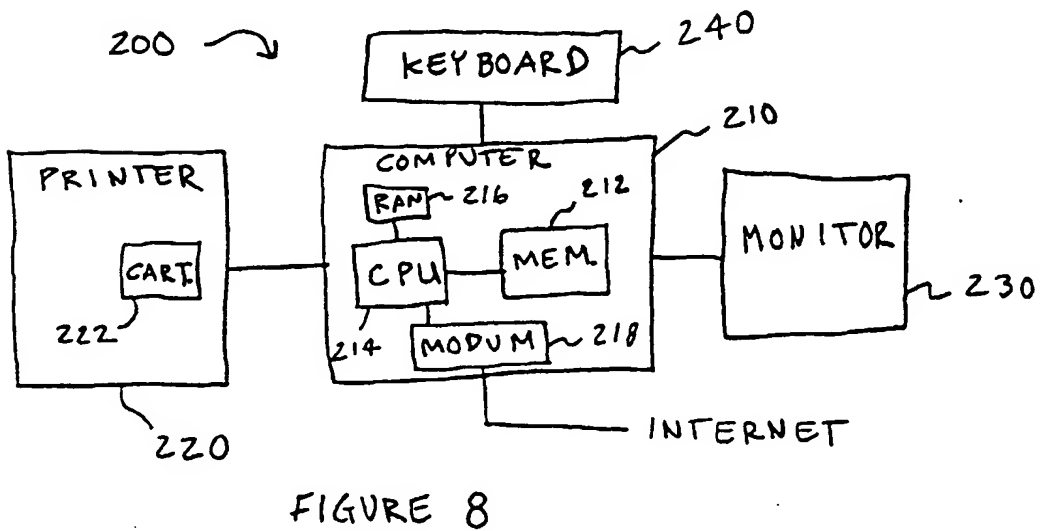 200
KEYBOARD
240
210
PRINTER
CART.
222
220
COMPUTER
RAN
216
212
CPU
MEM.
214
MODUM
218
MONITOR
230
INTERNET
FIGURE 8